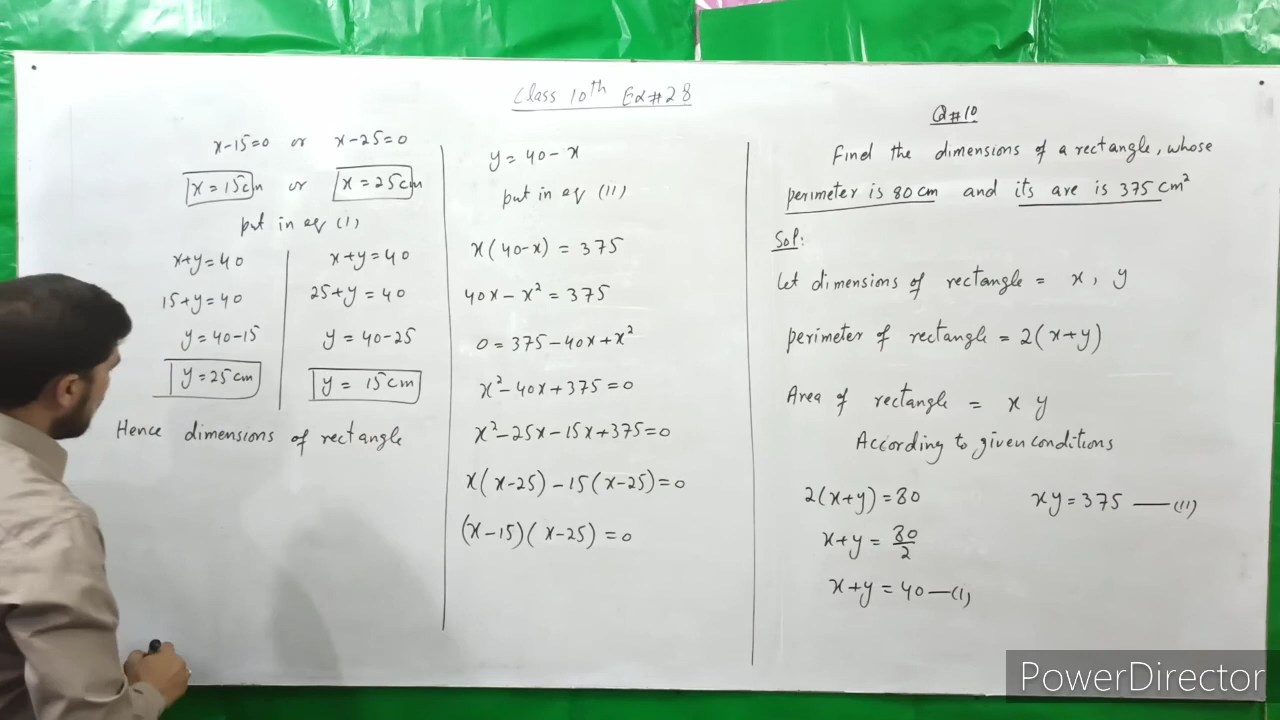 Class 10th Ex#28
Q#10
Find the dimensions of a rectangle, whose
perimeter is 80 cm and its are is 375 cm²
Sol:
Let dimensions of rectangle = x, y
perimeter of rectangle = 2(x+y)
Area of rectangle = x y
According to given conditions
2(x+y) = 80
x+y = 80/2
x+y = 40 — (I)
xy = 375 — (II)
y = 40 - x
put in eq (II)
x(40-x) = 375
40x - x² = 375
0 = 375 - 40x + x²
x² - 40x + 375 = 0
x² - 25x - 15x + 375 = 0
x(x-25) - 15(x-25) = 0
(x-15)(x-25) = 0
x-15=0 or x-25=0
x = 15cm or x = 25cm
put in eq (I)
x+y = 40
15+y = 40
y = 40-15
y = 25cm
x+y = 40
25+y = 40
y = 40-25
y = 15cm
Hence dimensions of rectangle
PowerDirector